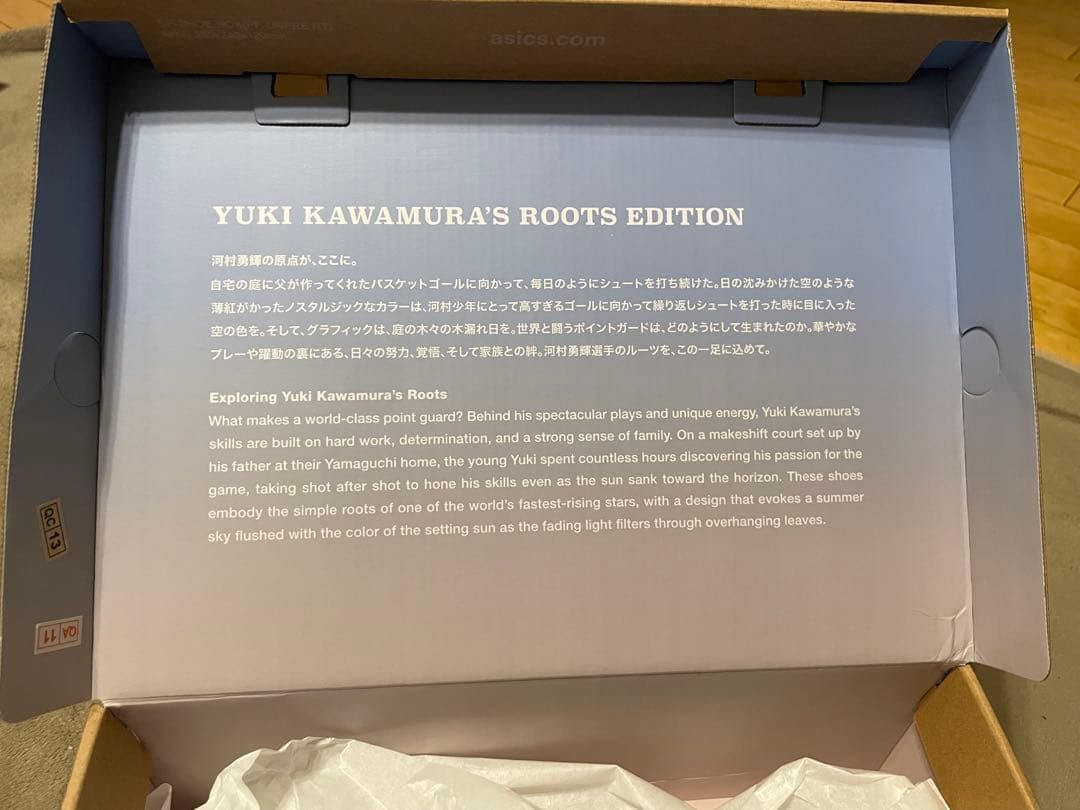 asics.com
YUKI KAWAMURA'S ROOTS EDITION
河村勇輝の原点が、ここに。
自宅の庭に父が作ってくれたバスケットゴールに向かって、毎日のようにシュートを打ち続けた。日の沈みかけた空のような
薄紅がかったノスタルジックなカラーは、河村少年にとって高すぎるゴールに向かって繰り返しシュートを打った時に目に入った
空の色を。そして、グラフィックは、庭の木々の木漏れ日を。世界と闘うポイントガードは、どのようにして生まれたのか。華やかな
プレーや躍動の裏にある、日々の努力、覚悟、そして家族との絆。河村勇輝選手のルーツを、この一足に込めて。
Exploring Yuki Kawamura's Roots
What makes a world-class point guard? Behind his spectacular plays and unique energy, Yuki Kawamura's
skills are built on hard work, determination, and a strong sense of family. On a makeshift court set up by
his father at their Yamaguchi home, the young Yuki spent countless hours discovering his passion for the
game, taking shot after shot to hone his skills even as the sun sank toward the horizon. These shoes
embody the simple roots of one of the world's fastest-rising stars, with a design that evokes a summer
sky flushed with the color of the setting sun as the fading light filters through overhanging leaves.
QC 13
QA 11